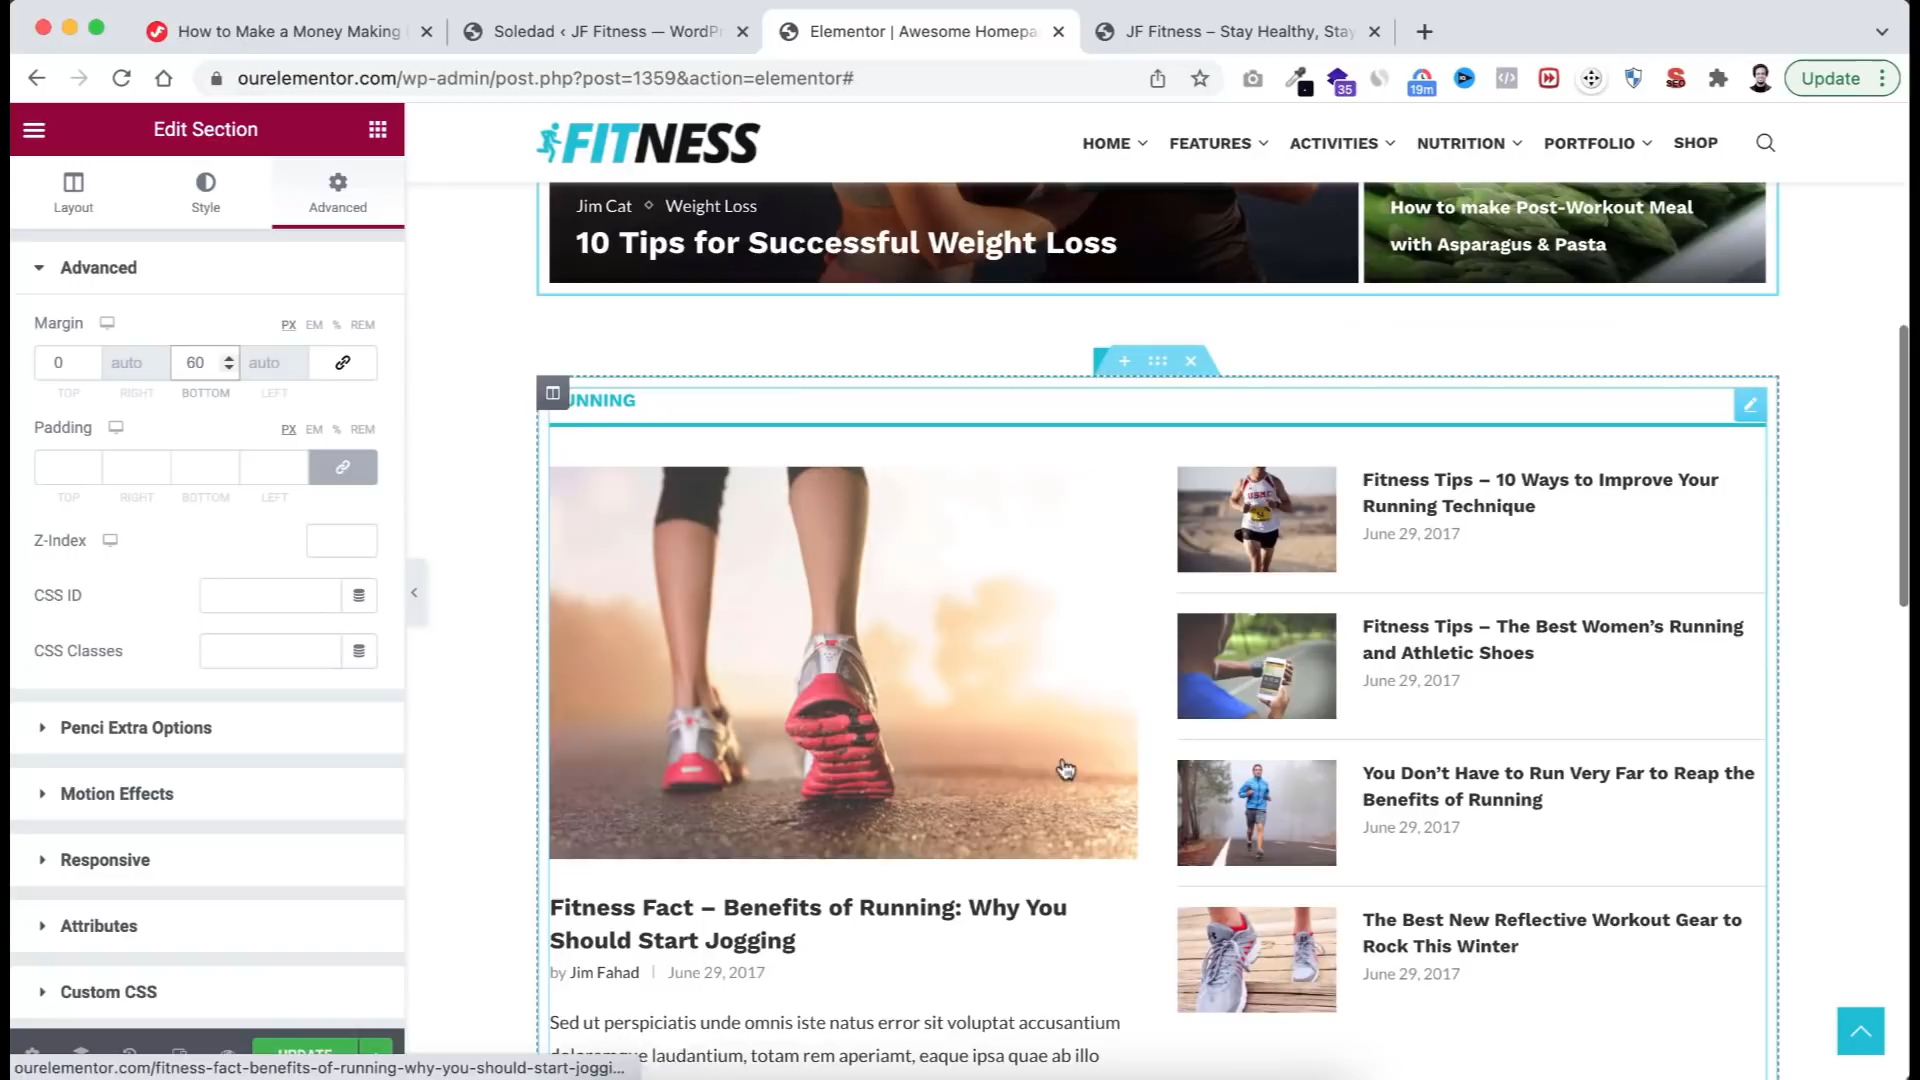 How to Make a Money Making
Soledad ‹ JF Fitness — WordPr
Elementor | Awesome Homepa
JF Fitness – Stay Healthy, Stay
ourelementor.com/wp-admin/post.php?post=1359&action=elementor#
35
19m
SEO
Update
Edit Section
Layout
Style
Advanced
Advanced
Margin
PX EM % REM
0 auto 60 auto
TOP RIGHT BOTTOM LEFT
Padding
PX EM % REM
TOP RIGHT BOTTOM LEFT
Z-Index
CSS ID
CSS Classes
Penci Extra Options
Motion Effects
Responsive
Attributes
Custom CSS
UPDATE
ourelementor.com/fitness-fact-benefits-of-running-why-you-should-start-joggi...
FITNESS
HOME FEATURES ACTIVITIES NUTRITION PORTFOLIO SHOP
Jim Cat Weight Loss
10 Tips for Successful Weight Loss
How to make Post-Workout Meal
with Asparagus & Pasta
UNNING
Fitness Fact – Benefits of Running: Why You
Should Start Jogging
by Jim Fahad June 29, 2017
Sed ut perspiciatis unde omnis iste natus error sit voluptat accusantium
doloremque laudantium, totam rem aperiamt, eaque ipsa quae ab illo
Fitness Tips – 10 Ways to Improve Your
Running Technique
June 29, 2017
Fitness Tips – The Best Women’s Running
and Athletic Shoes
June 29, 2017
You Don’t Have to Run Very Far to Reap the
Benefits of Running
June 29, 2017
The Best New Reflective Workout Gear to
Rock This Winter
June 29, 2017